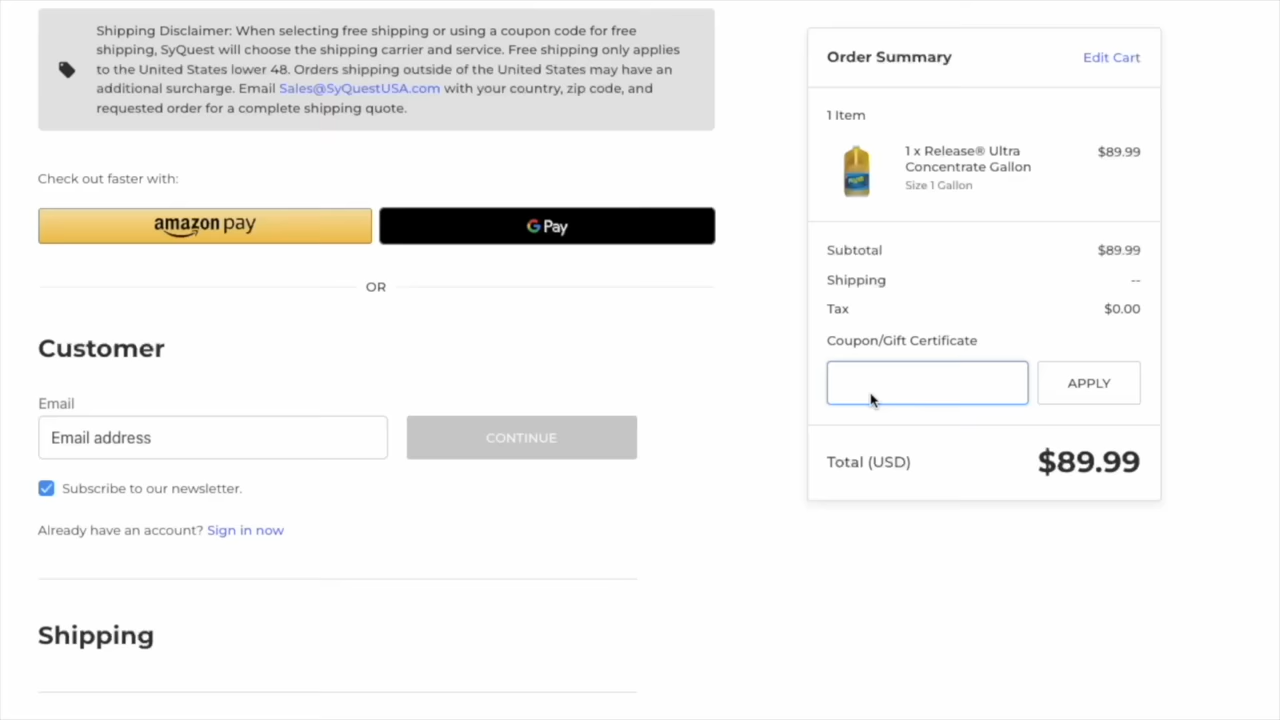 Shipping Disclaimer: When selecting free shipping or using a coupon code for free
shipping, SyQuest will choose the shipping carrier and service. Free shipping only applies
to the United States lower 48. Orders shipping outside of the United States may have an
additional surcharge. Email Sales@SyQuestUSA.com with your country, zip code, and
requested order for a complete shipping quote.
Check out faster with:
amazon pay
G Pay
OR
Customer
Email
Email address
CONTINUE
Subscribe to our newsletter.
Already have an account? Sign in now
Shipping
Order Summary
Edit Cart
1 Item
1 x Release® Ultra
Concentrate Gallon
$89.99
Size 1 Gallon
Subtotal
$89.99
Shipping
--
Tax
$0.00
Coupon/Gift Certificate
APPLY
Total (USD)
$89.99